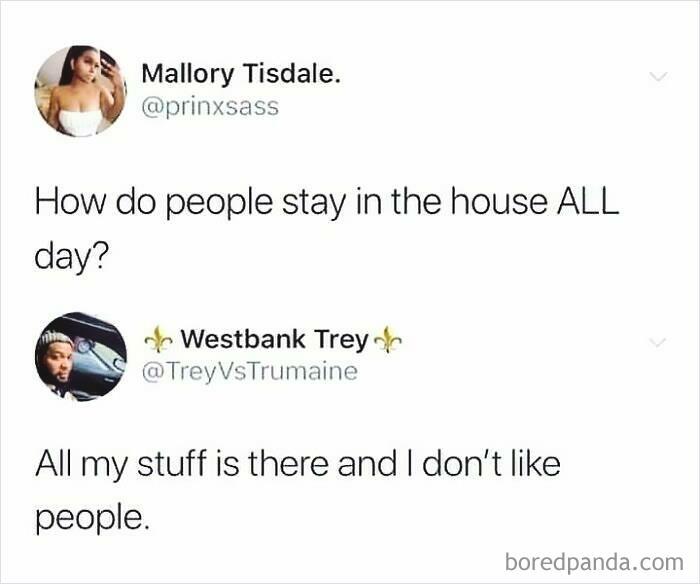 Mallory Tisdale.
@prinxsass
How do people stay in the house ALL
day?
⚜ Westbank Trey ⚜
@TreyVsTrumaine
All my stuff is there and I don't like
people.
boredpanda.com